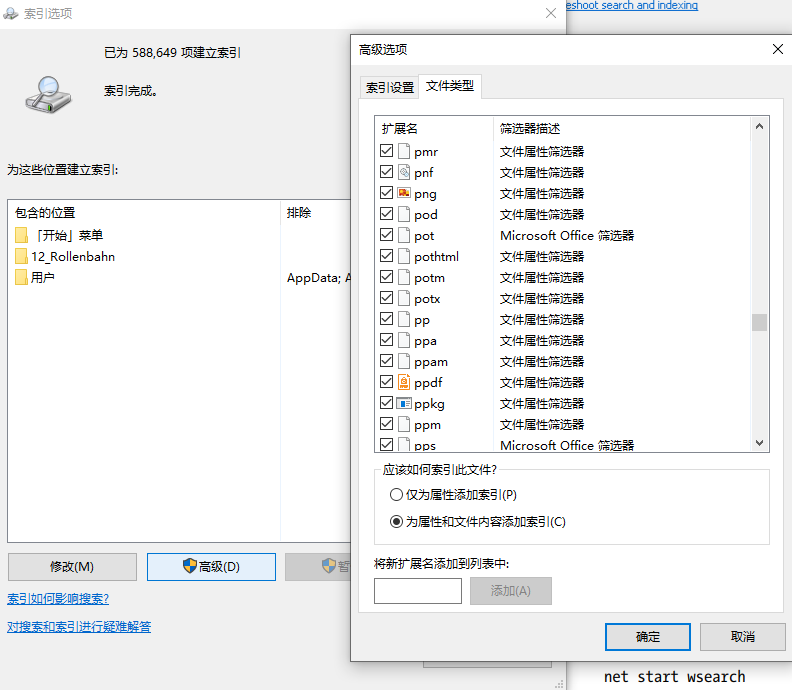 索引选项
eshoot search and indexing
已为 588,649 项建立索引
索引完成。
为这些位置建立索引:
包含的位置 排除
「开始」菜单
12_Rollenbahn
用户 AppData; A
修改(M) 高级(D) 暂
索引如何影响搜索?
对搜索和索引进行疑难解答
高级选项
索引设置 文件类型
扩展名 筛选器描述
pmr 文件属性筛选器
pnf 文件属性筛选器
png 文件属性筛选器
pod 文件属性筛选器
pot Microsoft Office 筛选器
pothtml 文件属性筛选器
potm 文件属性筛选器
potx 文件属性筛选器
pp 文件属性筛选器
ppa 文件属性筛选器
ppam 文件属性筛选器
ppdf 文件属性筛选器
ppkg 文件属性筛选器
ppm 文件属性筛选器
pps Microsoft Office 筛选器
应该如何索引此文件?
仅为属性添加索引(P)
为属性和文件内容添加索引(C)
将新扩展名添加到列表中:
添加(A)
确定 取消
net start wsearch